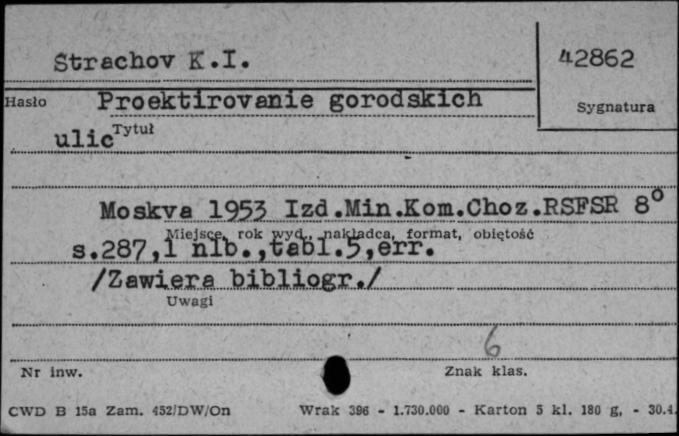 Strachov K.I.
42862
Hasło
Proektirovanie gorodskich
Sygnatura
ulic
Tytuł
Moskva 1953 Izd.Min.Kom.Choz.RSFSR 8°
Miejsce, rok wyd., nakładca, format, objętość
s.287,1 nlb.,tabl.5,err.
/Zawiera bibliogr./
Uwagi
6
Nr inw.
Znak klas.
CWD B 15a Zam. 452/DW/On
Wrak 396 - 1.730.000 - Karton 5 kl. 180 g, - 30.4.